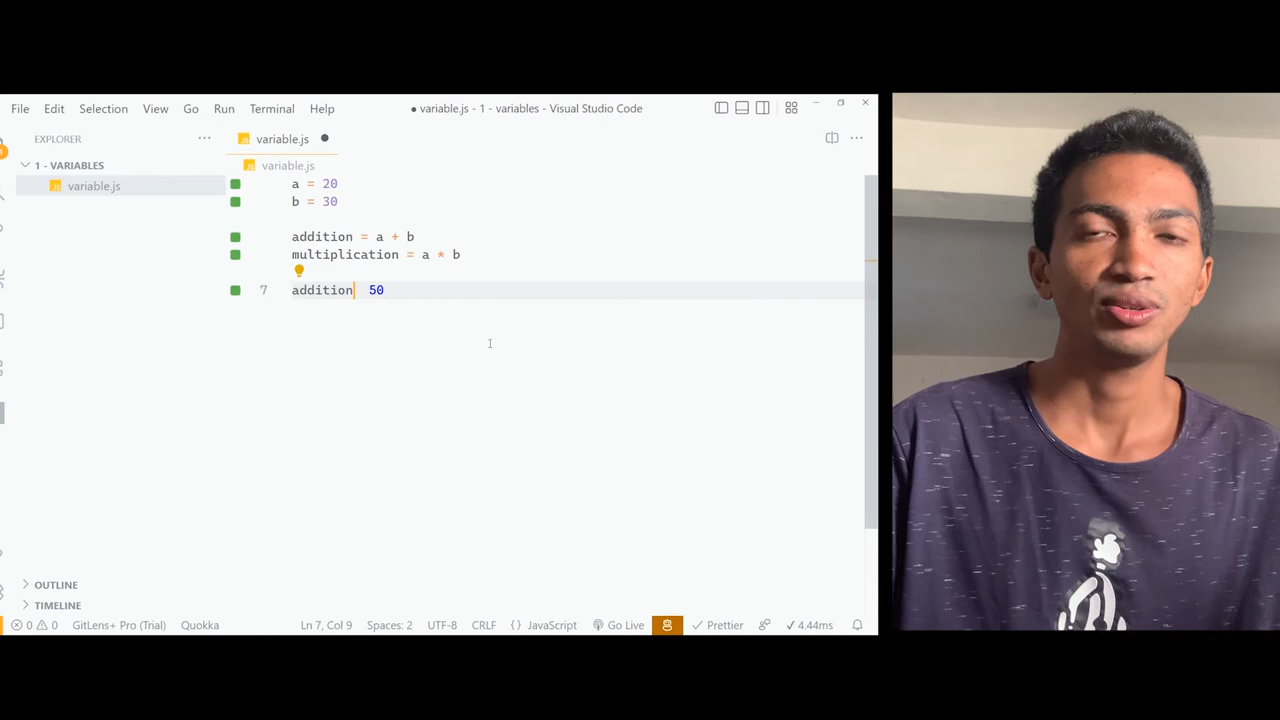 File Edit Selection View Go Run Terminal Help
● variable.js - 1 - variables - Visual Studio Code
EXPLORER
1 - VARIABLES
variable.js
variable.js
variable.js
a = 20
b = 30
addition = a + b
multiplication = a * b
7 addition 50
OUTLINE
TIMELINE
0 0 GitLens+ Pro (Trial) Quokka Ln 7, Col 9 Spaces: 2 UTF-8 CRLF {} JavaScript Go Live Prettier 4.44ms